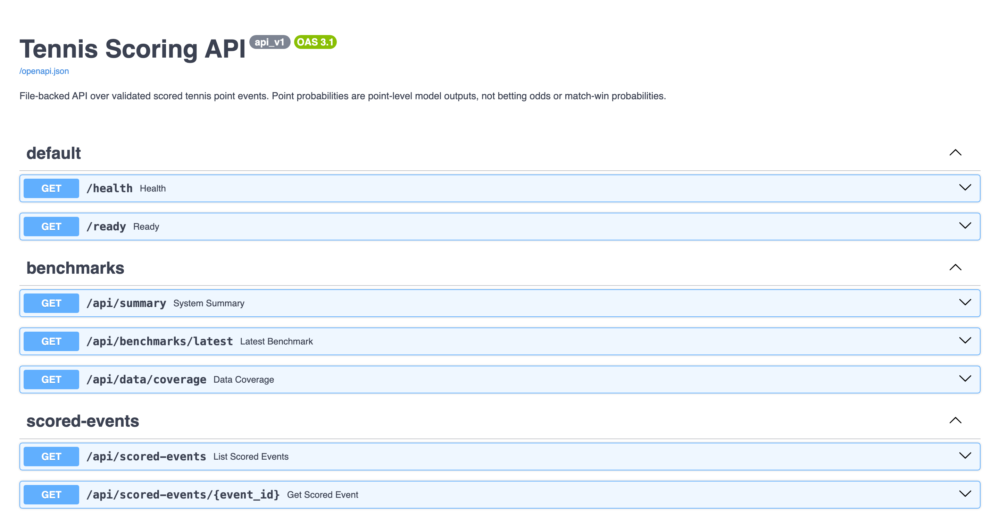 Tennis Scoring API api_v1 OAS 3.1
/openapi.json
File-backed API over validated scored tennis point events. Point probabilities are point-level model outputs, not betting odds or match-win probabilities.
default
GET /health Health
GET /ready Ready
benchmarks
GET /api/summary System Summary
GET /api/benchmarks/latest Latest Benchmark
GET /api/data/coverage Data Coverage
scored-events
GET /api/scored-events List Scored Events
GET /api/scored-events/{event_id} Get Scored Event